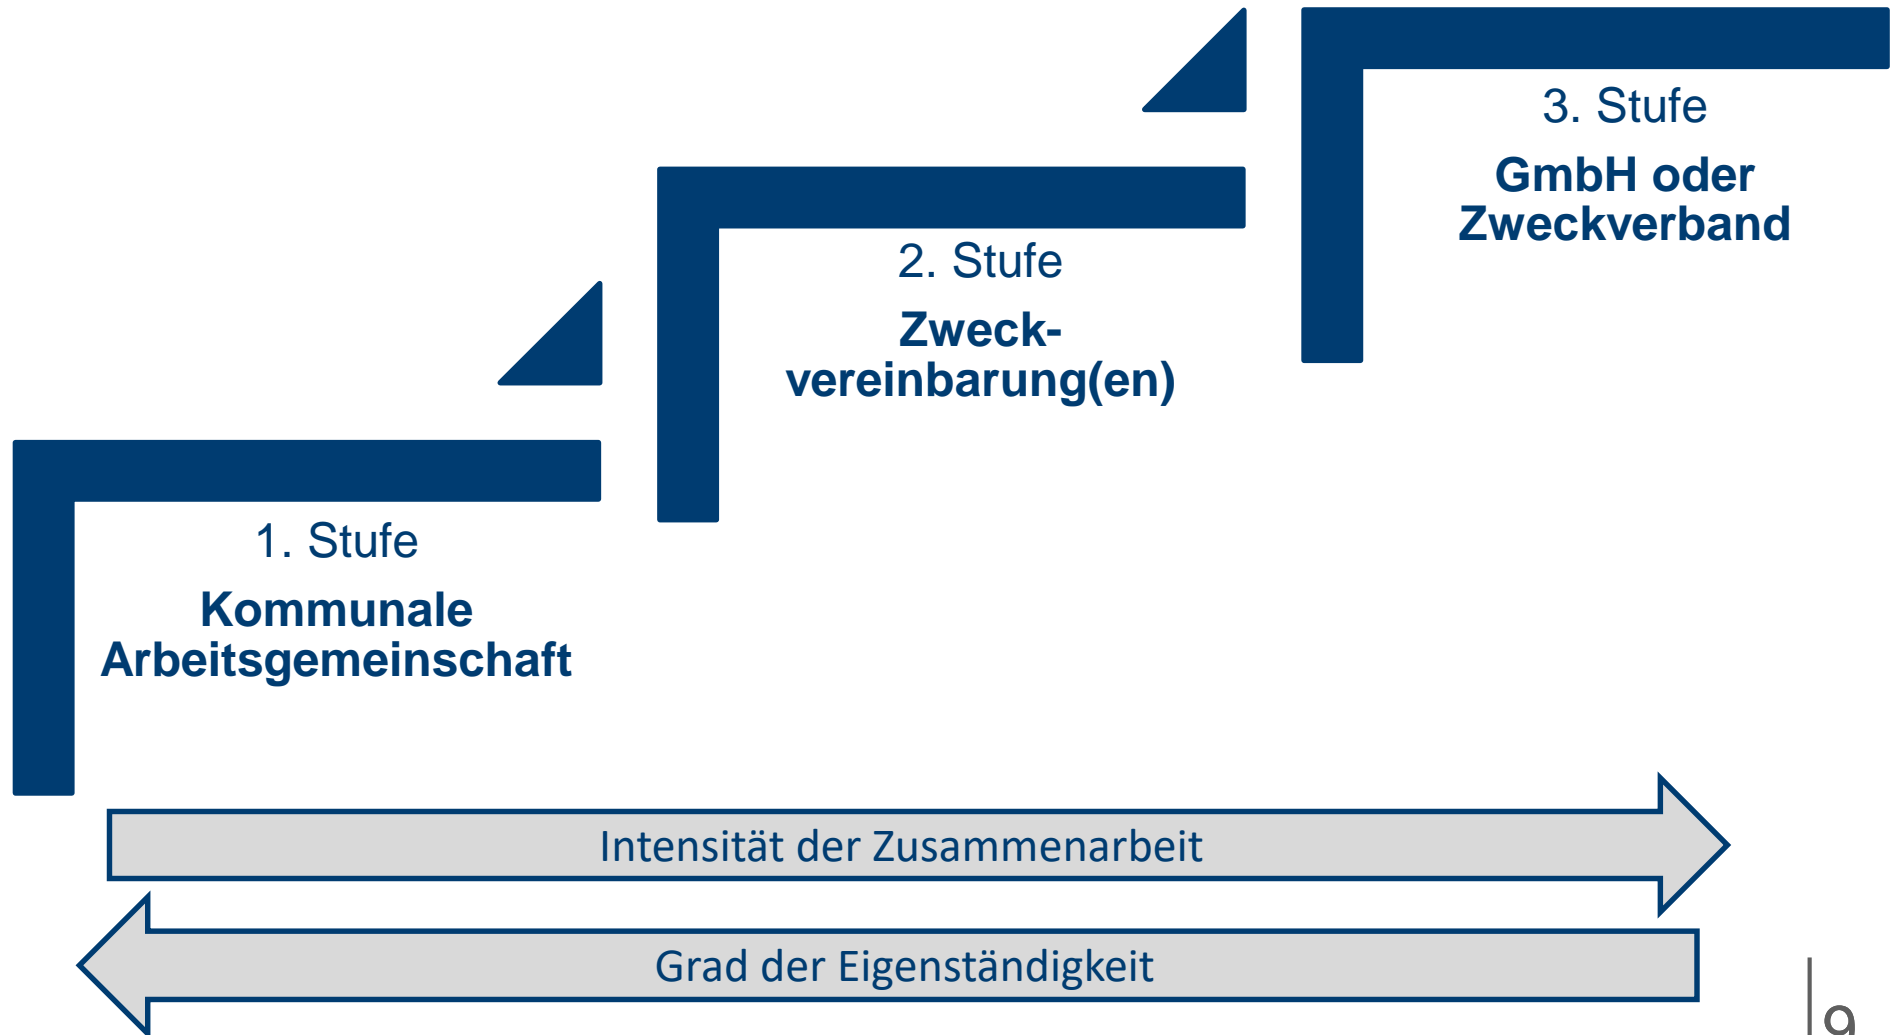 1. Stufe
Kommunale
Arbeitsgemeinschaft
2. Stufe
Zweck-
vereinbarung(en)
3. Stufe
GmbH oder
Zweckverband
Intensität der Zusammenarbeit
Grad der Eigenständigkeit
9